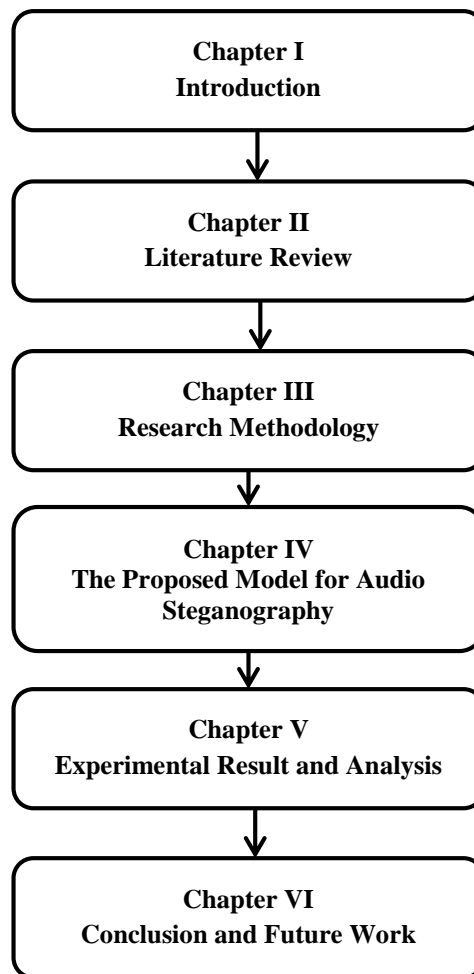 Chapter I
Introduction
Chapter II
Literature Review
Chapter III
Research Methodology
Chapter IV
The Proposed Model for Audio
Steganography
Chapter V
Experimental Result and Analysis
Chapter VI
Conclusion and Future Work